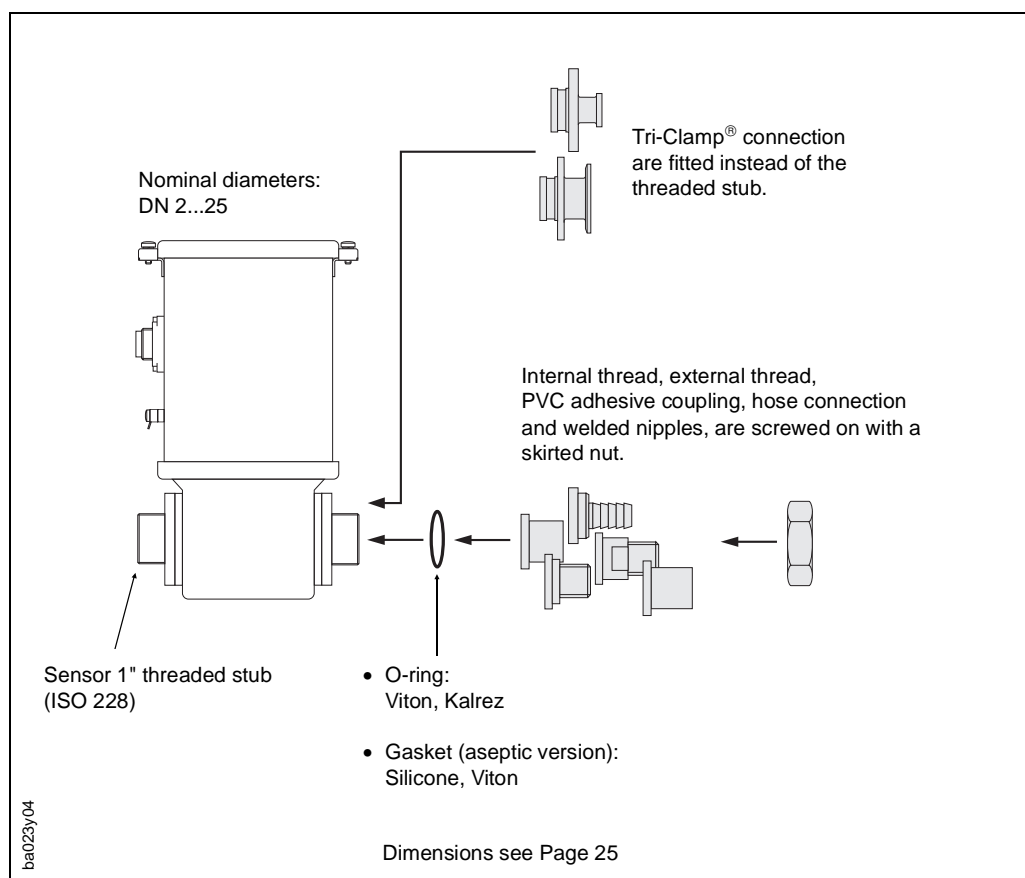 Tri-Clamp® connection
are fitted instead of the
threaded stub.
Nominal diameters:
DN 2...25
Internal thread, external thread,
PVC adhesive coupling, hose connection
and welded nipples, are screwed on with a
skirted nut.
Sensor 1" threaded stub
(ISO 228)
• O-ring:
Viton, Kalrez
• Gasket (aseptic version):
Silicone, Viton
ba023y04
Dimensions see Page 25